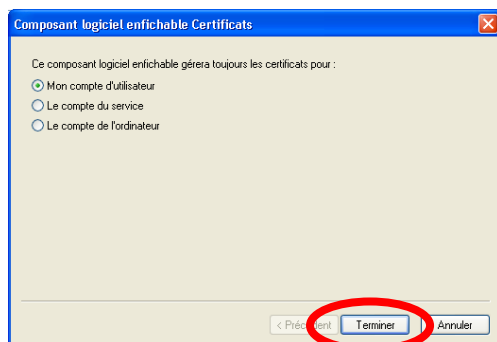 Composant logiciel enfichable Certificats
Ce composant logiciel enfichable gérera toujours les certificats pour :
Mon compte d'utilisateur
Le compte du service
Le compte de l'ordinateur
< Précédent Terminer Annuler